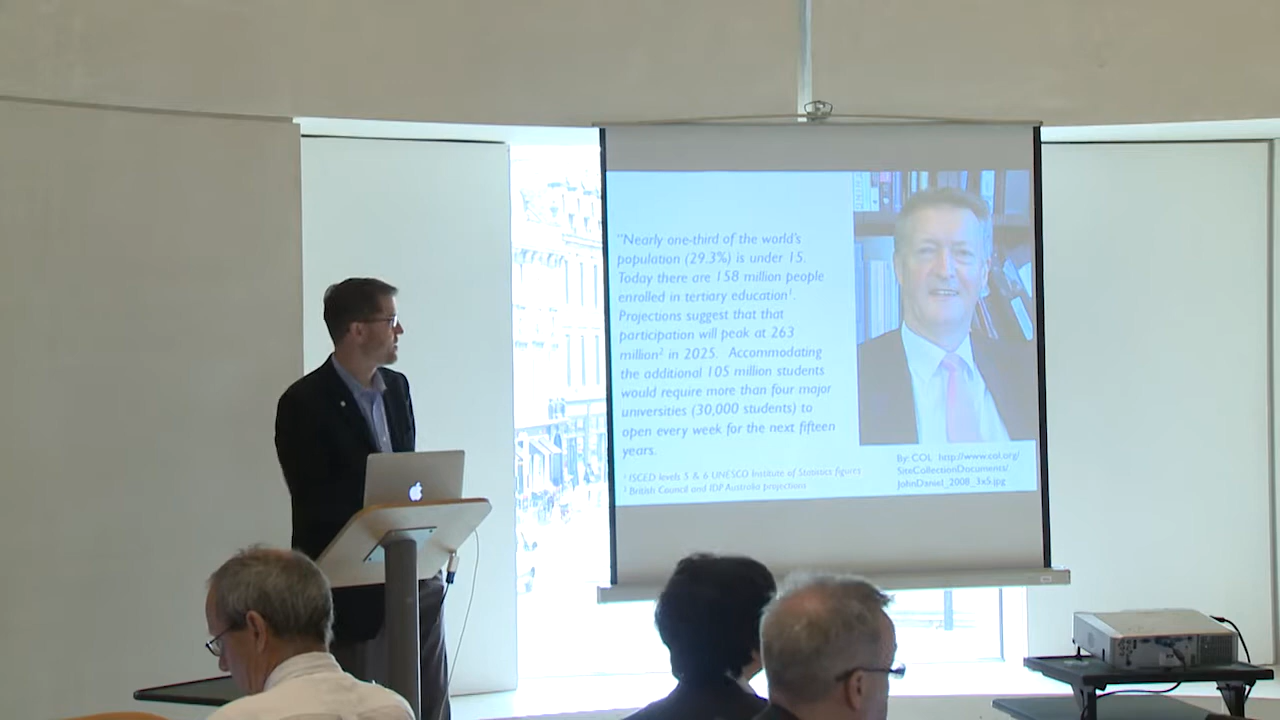 "Nearly one-third of the world's
population (29.3%) is under 15.
Today there are 158 million people
enrolled in tertiary education¹.
Projections suggest that that
participation will peak at 263
million² in 2025. Accommodating
the additional 105 million students
would require more than four major
universities (30,000 students) to
open every week for the next fifteen
years.
¹ ISCED levels 5 & 6 UNESCO Institute of Statistics figures
² British Council and IDP Australia projections
By: COL http://www.col.org/
SiteCollectionDocuments/
JohnDaniel_2008_3x5.jpg